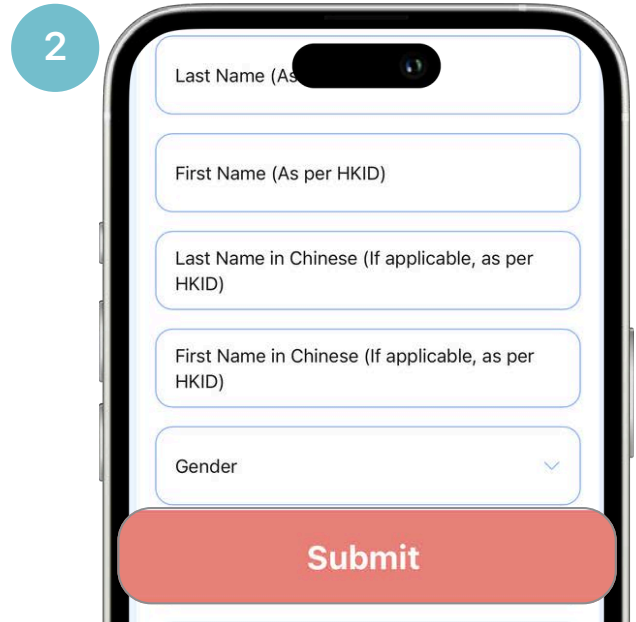 2
Last Name (As
First Name (As per HKID)
Last Name in Chinese (If applicable, as per
HKID)
First Name in Chinese (If applicable, as per
HKID)
Gender
Submit